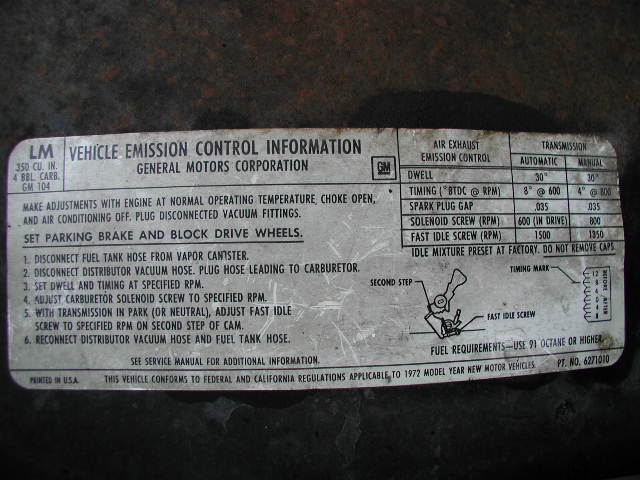 LM
350 CU. IN.
4 BBL. CARB.
GM 104
VEHICLE EMISSION CONTROL INFORMATION
GENERAL MOTORS CORPORATION
GM
MAKE ADJUSTMENTS WITH ENGINE AT NORMAL OPERATING TEMPERATURE, CHOKE OPEN,
AND AIR CONDITIONING OFF. PLUG DISCONNECTED VACUUM FITTINGS.
SET PARKING BRAKE AND BLOCK DRIVE WHEELS.
1. DISCONNECT FUEL TANK HOSE FROM VAPOR CANISTER.
2. DISCONNECT DISTRIBUTOR VACUUM HOSE. PLUG HOSE LEADING TO CARBURETOR.
3. SET DWELL AND TIMING AT SPECIFIED RPM.
4. ADJUST CARBURETOR SOLENOID SCREW TO SPECIFIED RPM.
5. WITH TRANSMISSION IN PARK (OR NEUTRAL), ADJUST FAST IDLE
SCREW TO SPECIFIED RPM ON SECOND STEP OF CAM.
6. RECONNECT DISTRIBUTOR VACUUM HOSE AND FUEL TANK HOSE.
SEE SERVICE MANUAL FOR ADDITIONAL INFORMATION.
AIR EXHAUST EMISSION CONTROL TRANSMISSION
AUTOMATIC MANUAL
DWELL 30° 30°
TIMING (°BTDC @ RPM) 8° @ 600 4° @ 800
SPARK PLUG GAP .035 .035
SOLENOID SCREW (RPM) 600 (IN DRIVE) 800
FAST IDLE SCREW (RPM) 1500 1350
IDLE MIXTURE PRESET AT FACTORY. DO NOT REMOVE CAPS.
TIMING MARK
BEFORE AFTER
SECOND STEP
FAST IDLE SCREW
FUEL REQUIREMENTS—USE 91 OCTANE OR HIGHER.
PRINTED IN U.S.A. THIS VEHICLE CONFORMS TO FEDERAL AND CALIFORNIA REGULATIONS APPLICABLE TO 1972 MODEL YEAR NEW MOTOR VEHICLES. PT. NO. 6271010